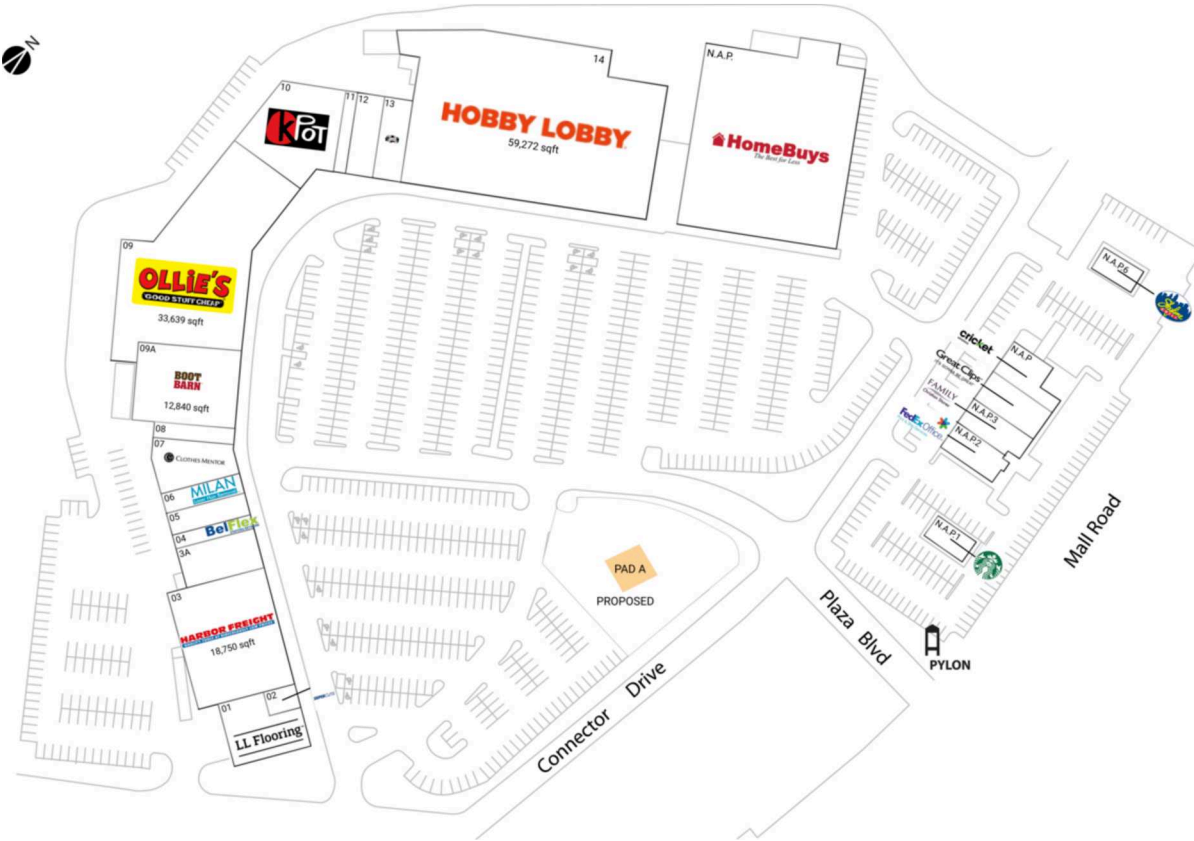 N
14
HOBBY LOBBY
59,272 sqft
N.A.P.
HomeBuys
The Best for Less
10
KPOT
11
12
13
09
OLLIE'S
GOOD STUFF CHEAP
33,639 sqft
09A
BOOT
BARN
12,840 sqft
08
07
CLOTHES MENTOR
06
MILAN
05
04
BelFlex
3A
03
HARBOR FREIGHT
18,750 sqft
02
01
LL Flooring
PAD A
PROPOSED
Connector Drive
Plaza Blvd
Mall Road
PYLON
N.A.P6
cricket
N.A.P
Great Clips
FAMILY
Christian Store
N.A.P3
FedEx Office
N.A.P2
N.A.P1